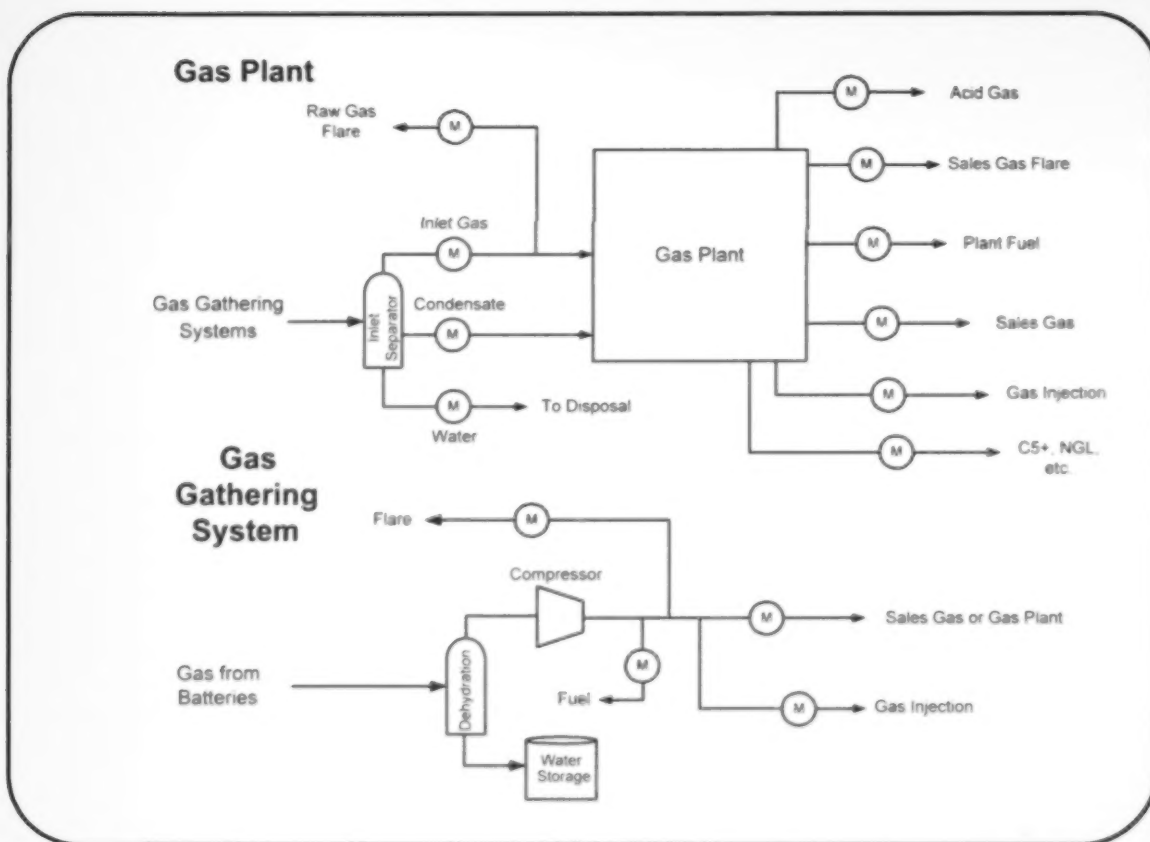 Gas Plant
Raw Gas
Flare
M
M
Acid Gas
M
Sales Gas Flare
Inlet Gas
M
M
Plant Fuel
Gas Plant
Gas Gathering
Systems
Inlet
Separator
Condensate
M
M
Sales Gas
M
To Disposal
Water
M
Gas Injection
M
C5+, NGL,
etc.
Gas
Gathering
System
Flare
M
Compressor
M
Sales Gas or Gas Plant
Gas from
Batteries
Dehydration
M
Fuel
M
Gas Injection
Water
Storage